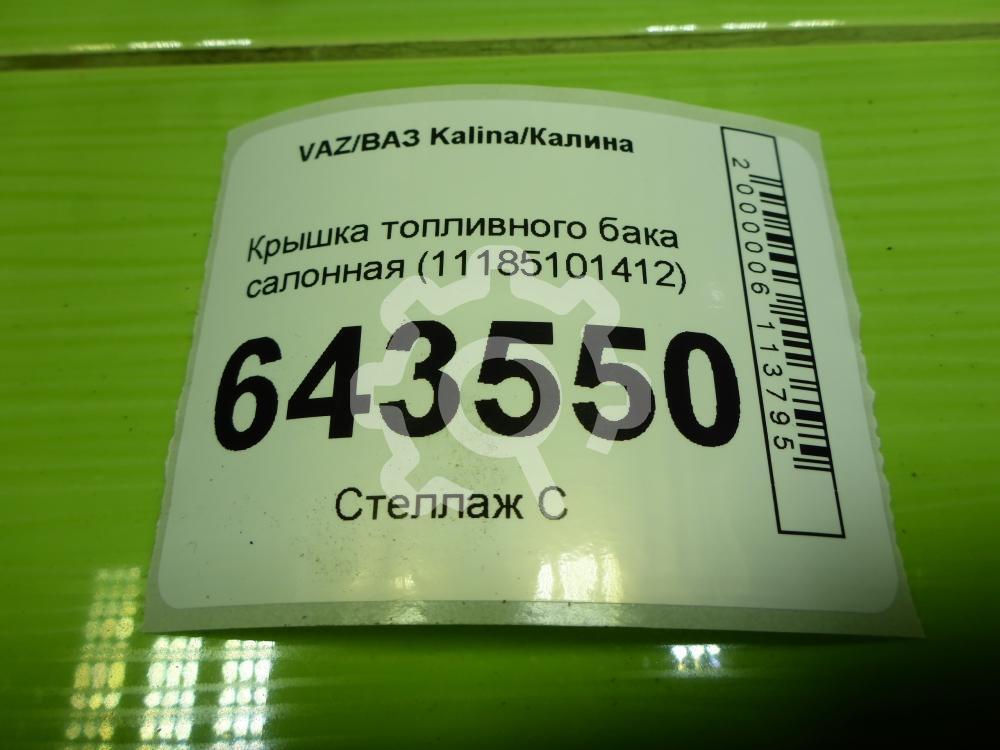 VAZ/ВАЗ Kalina/Калина
Крышка топливного бака
салонная (11185101412)
643550
Стеллаж С
2000006113795